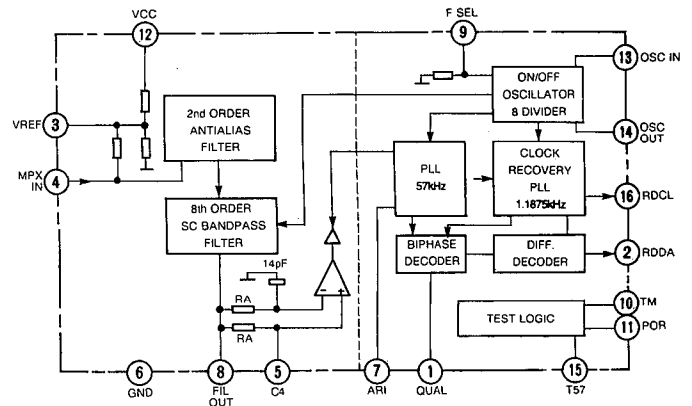 VCC
12
F SEL
9
13 OSC IN
ON/OFF
OSCILLATOR
8 DIVIDER
VREF 3
2nd ORDER
ANTIALIAS
FILTER
14 OSC
OUT
MPX
IN 4
PLL
57kHz
CLOCK
RECOVERY
PLL
1.1875kHz
16 RDCL
8th ORDER
SC BANDPASS
FILTER
BIPHASE
DECODER
DIFF.
DECODER
2 RDDA
14pF
RA
RA
- +
TEST LOGIC
10 TM
11 POR
6
GND
8
FIL
OUT
5
C4
7
ARI
1
QUAL
15
T57